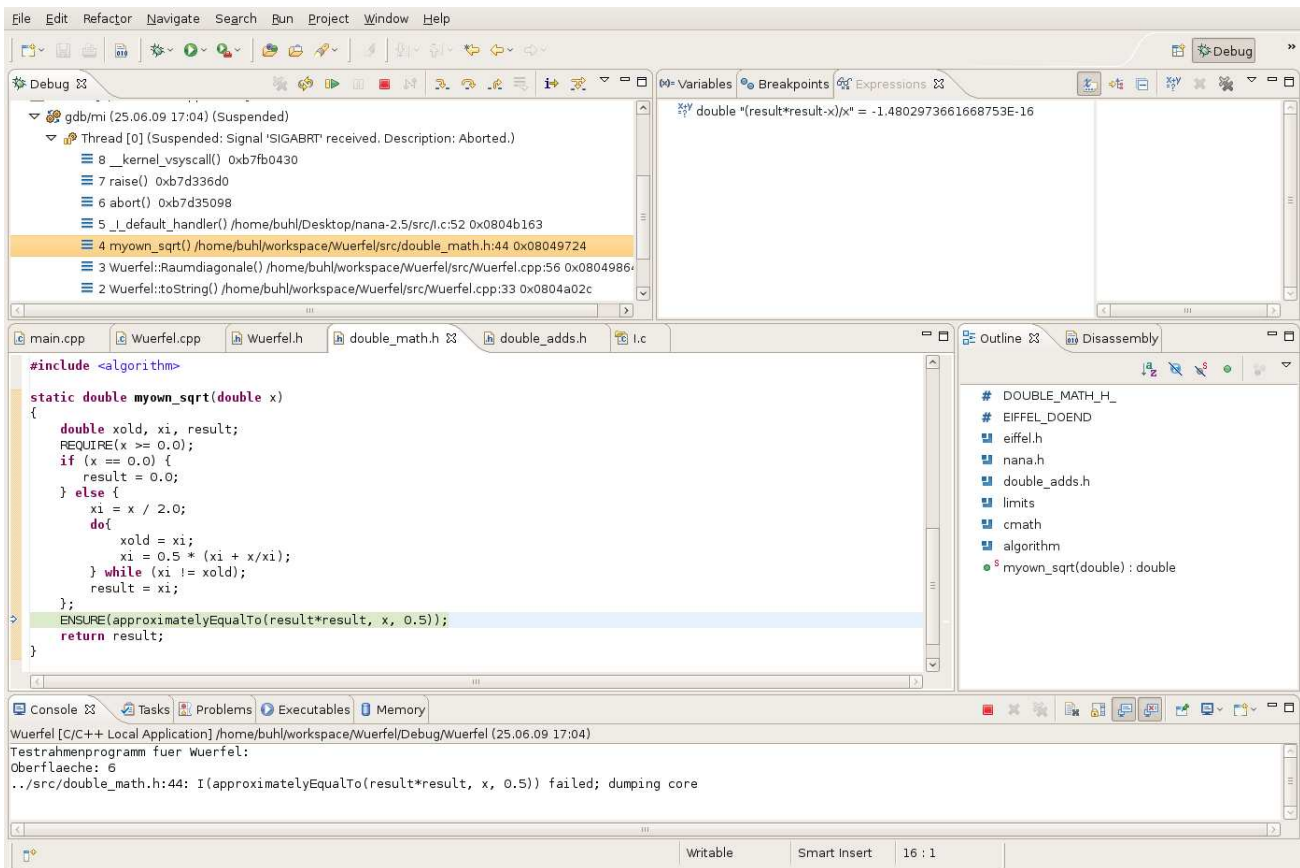 File Edit Refactor Navigate Search Run Project Window Help
Debug
Debug
gdb/mi (25.06.09 17:04) (Suspended)
Thread [0] (Suspended: Signal 'SIGABRT' received. Description: Aborted.)
8 __kernel_vsyscall() 0xb7fb0430
7 raise() 0xb7d336d0
6 abort() 0xb7d35098
5 _I_default_handler() /home/buhl/Desktop/nana-2.5/src/I.c:52 0x0804b163
4 myown_sqrt() /home/buhl/workspace/Wuerfel/src/double_math.h:44 0x08049724
3 Wuerfel::Raumdiagonale() /home/buhl/workspace/Wuerfel/src/Wuerfel.cpp:56 0x0804986
2 Wuerfel::toString() /home/buhl/workspace/Wuerfel/src/Wuerfel.cpp:33 0x0804a02c
(x)= Variables Breakpoints Expressions
double "(result*result-x)/x" = -1.4802973661668753E-16
main.cpp Wuerfel.cpp Wuerfel.h double_math.h double_adds.h I.c
#include <algorithm>
static double myown_sqrt(double x)
{
double xold, xi, result;
REQUIRE(x >= 0.0);
if (x == 0.0) {
result = 0.0;
} else {
xi = x / 2.0;
do{
xold = xi;
xi = 0.5 * (xi + x/xi);
} while (xi != xold);
result = xi;
};
ENSURE(approximatelyEqualTo(result*result, x, 0.5));
return result;
}
Outline Disassembly
# DOUBLE_MATH_H_
# EIFFEL_DOEND
eiffel.h
nana.h
double_adds.h
limits
cmath
algorithm
S myown_sqrt(double) : double
Console Tasks Problems Executables Memory
Wuerfel [C/C++ Local Application] /home/buhl/workspace/Wuerfel/Debug/Wuerfel (25.06.09 17:04)
Testrahmenprogramm fuer Wuerfel:
Oberflaeche: 6
../src/double_math.h:44: I(approximatelyEqualTo(result*result, x, 0.5)) failed; dumping core
Writable Smart Insert 16 : 1